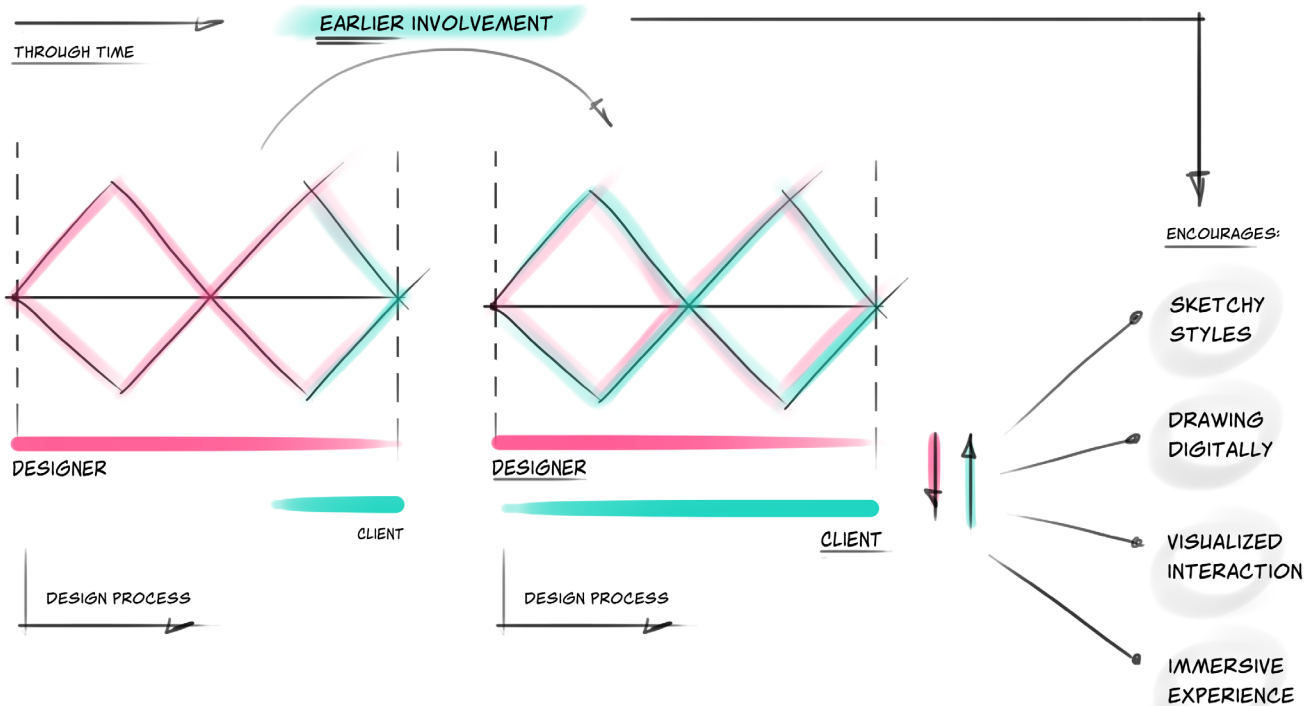 EARLIER INVOLVEMENT
THROUGH TIME
DESIGNER
CLIENT
DESIGN PROCESS
DESIGNER
CLIENT
DESIGN PROCESS
ENCOURAGES:
SKETCHY
STYLES
DRAWING
DIGITALLY
VISUALIZED
INTERACTION
IMMERSIVE
EXPERIENCE